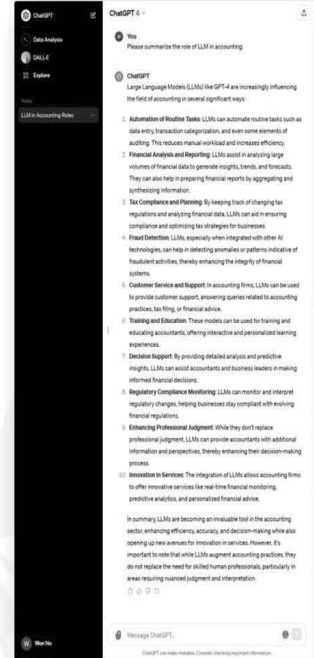 ChatGPT
Data Analysis
DALL·E
Explore
Today
LLM in Accounting Roles
Won No
ChatGPT 4
You
Please summarize the role of LLM in accounting.
ChatGPT
Large Language Models (LLMs) like GPT-4 are increasingly influencing
the field of accounting in several significant ways:
1. Automation of Routine Tasks: LLMs can automate routine tasks such as
data entry, transaction categorization, and even some elements of
auditing. This reduces manual workload and increases efficiency.
2. Financial Analysis and Reporting: LLMs assist in analyzing large
volumes of financial data to generate insights, trends, and forecasts.
They can also help in preparing financial reports by aggregating and
synthesizing information.
3. Tax Compliance and Planning: By keeping track of changing tax
regulations and analyzing financial data, LLMs can aid in ensuring
compliance and optimizing tax strategies for businesses.
4. Fraud Detection: LLMs, especially when integrated with other AI
technologies, can help in detecting anomalies or patterns indicative of
fraudulent activities, thereby enhancing the integrity of financial
systems.
5. Customer Service and Support: In accounting firms, LLMs can be used
to provide customer support, answering queries related to accounting
practices, tax filing, or financial advice.
6. Training and Education: These models can be used for training and
educating accountants, offering interactive and personalized learning
experiences.
7. Decision Support: By providing detailed analysis and predictive
insights, LLMs can assist accountants and business leaders in making
informed financial decisions.
8. Regulatory Compliance Monitoring: LLMs can monitor and interpret
regulatory changes, helping businesses stay compliant with evolving
financial regulations.
9. Enhancing Professional Judgment: While they don't replace
professional judgment, LLMs can provide accountants with additional
information and perspectives, thereby enhancing their decision-making
process.
10. Innovation in Services: The integration of LLMs allows accounting firms
to offer innovative services like real-time financial monitoring,
predictive analytics, and personalized financial advice.
In summary, LLMs are becoming an invaluable tool in the accounting
sector, enhancing efficiency, accuracy, and decision-making while also
opening up new avenues for innovation in services. However, it's
important to note that while LLMs augment accounting practices, they
do not replace the need for skilled human professionals, particularly in
areas requiring nuanced judgment and interpretation.
Message ChatGPT...
ChatGPT can make mistakes. Consider checking important information.